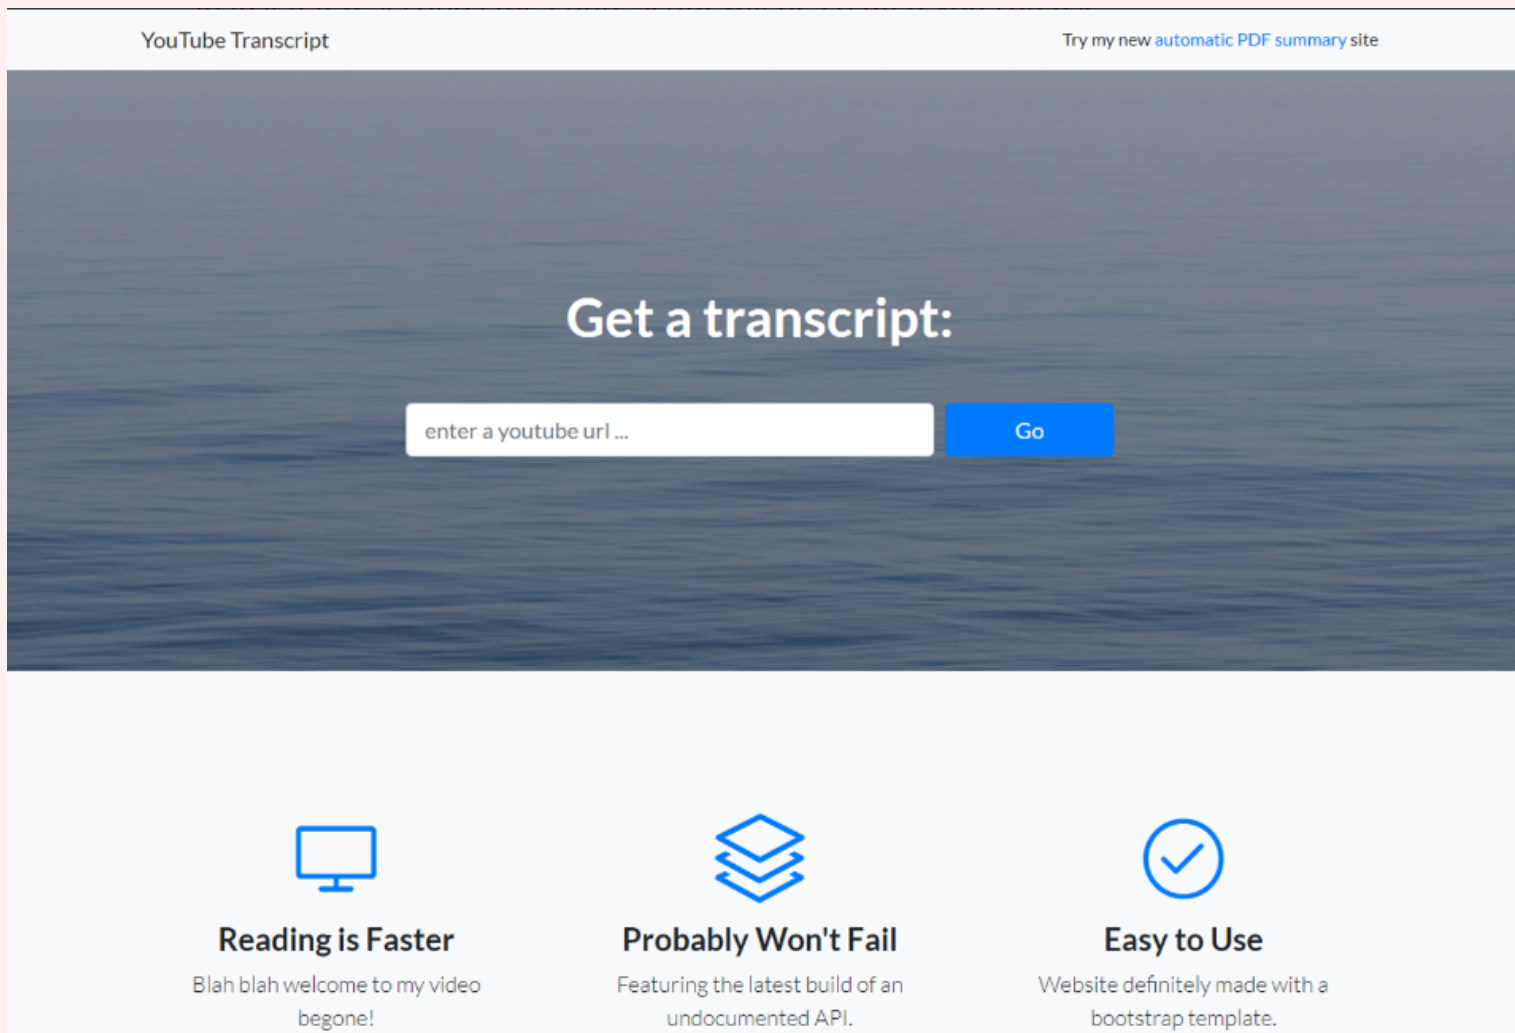 YouTube Transcript
Try my new automatic PDF summary site
Get a transcript:
enter a youtube url ...
Go
Reading is Faster
Blah blah welcome to my video
begone!
Probably Won't Fail
Featuring the latest build of an
undocumented API.
Easy to Use
Website definitely made with a
bootstrap template.